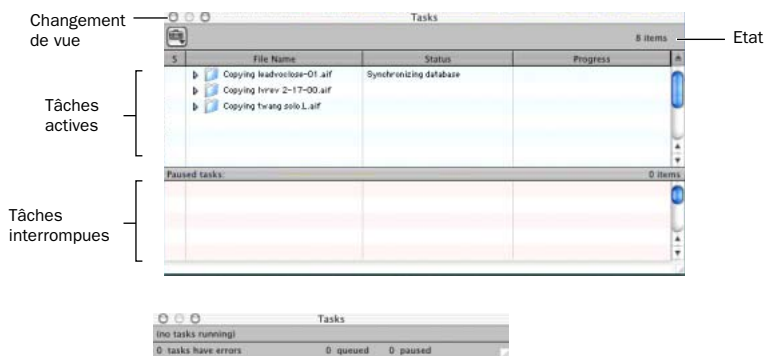 Changement de vue
Tasks
8 items
Etat
S File Name Status Progress
Copying leadvoclose-01.aif Synchronizing database
Copying lvrev 2-17-00.aif
Copying twang solo.L.aif
Tâches actives
Paused tasks: 0 items
Tâches interrompues
Tasks
(no tasks running)
0 tasks have errors 0 queued 0 paused